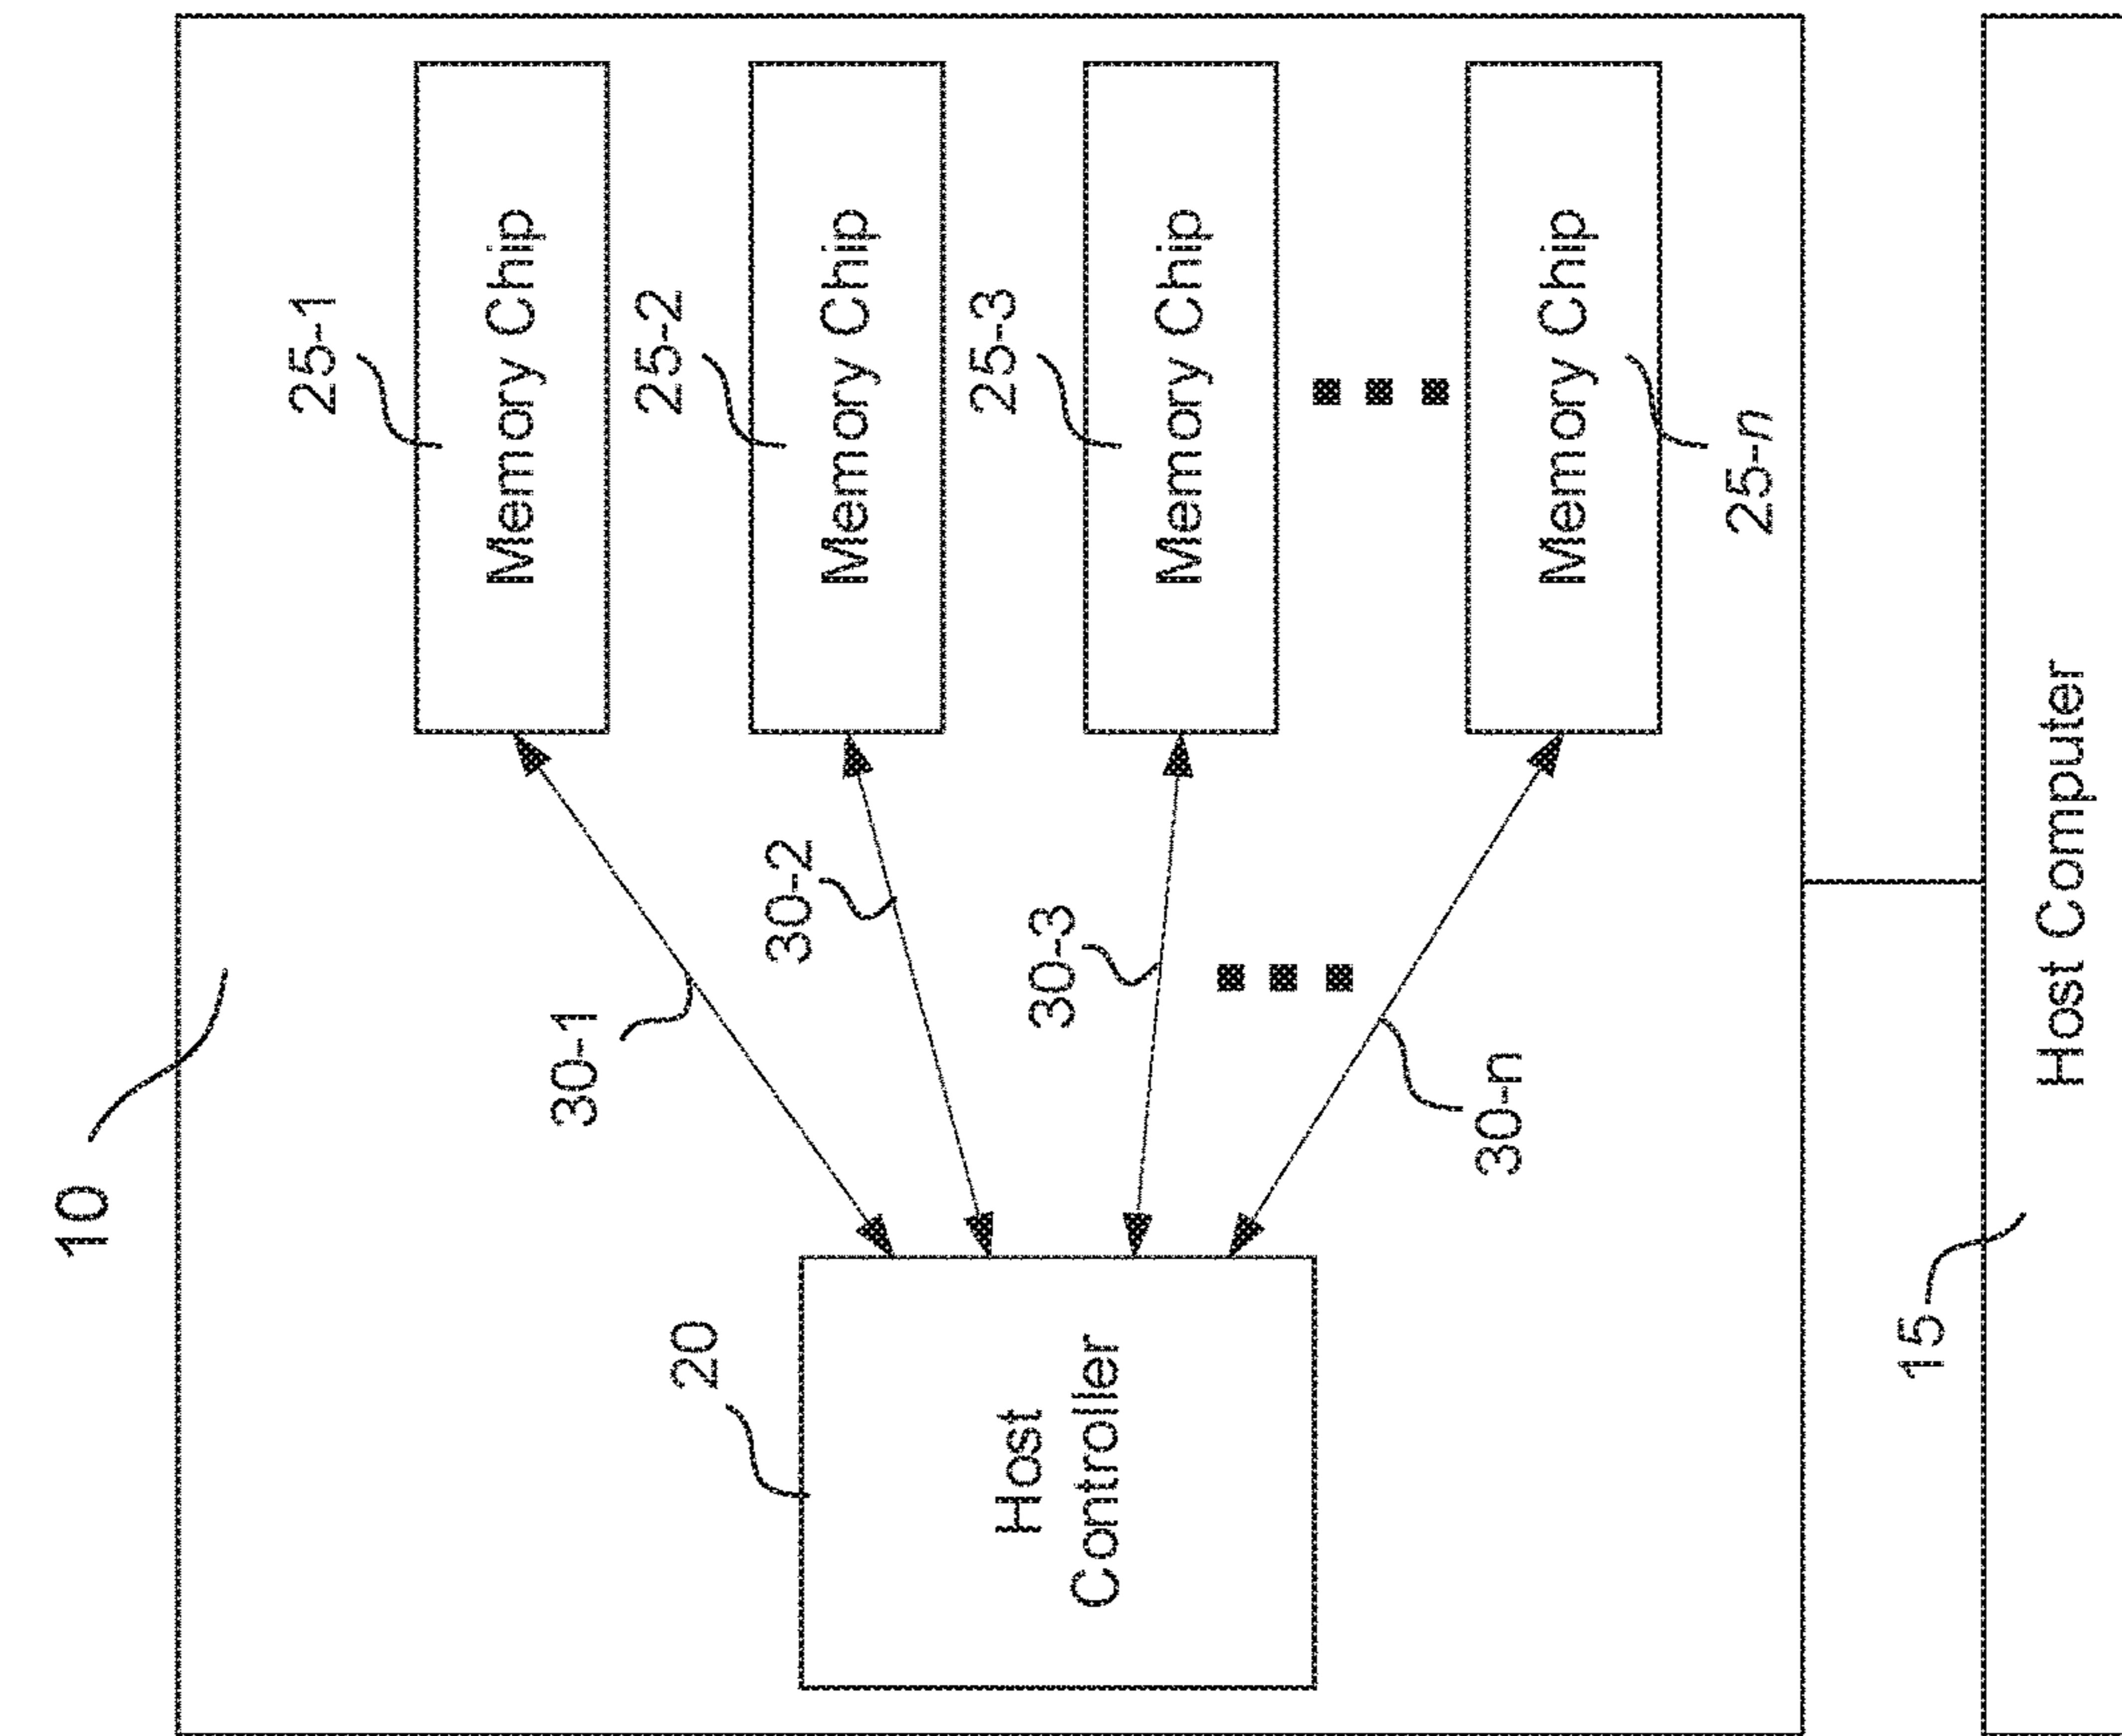 10
25-1
Memory Chip
30-1
25-2
Memory Chip
30-2
20
Host
Controller
25-3
Memory Chip
30-3
Memory Chip
30-n
25-n
15
Host Computer